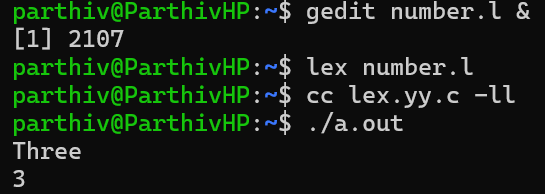 parthiv@ParthivHP:~$ gedit number.l &
[1] 2107
parthiv@ParthivHP:~$ lex number.l
parthiv@ParthivHP:~$ cc lex.yy.c -ll
parthiv@ParthivHP:~$ ./a.out
Three
3